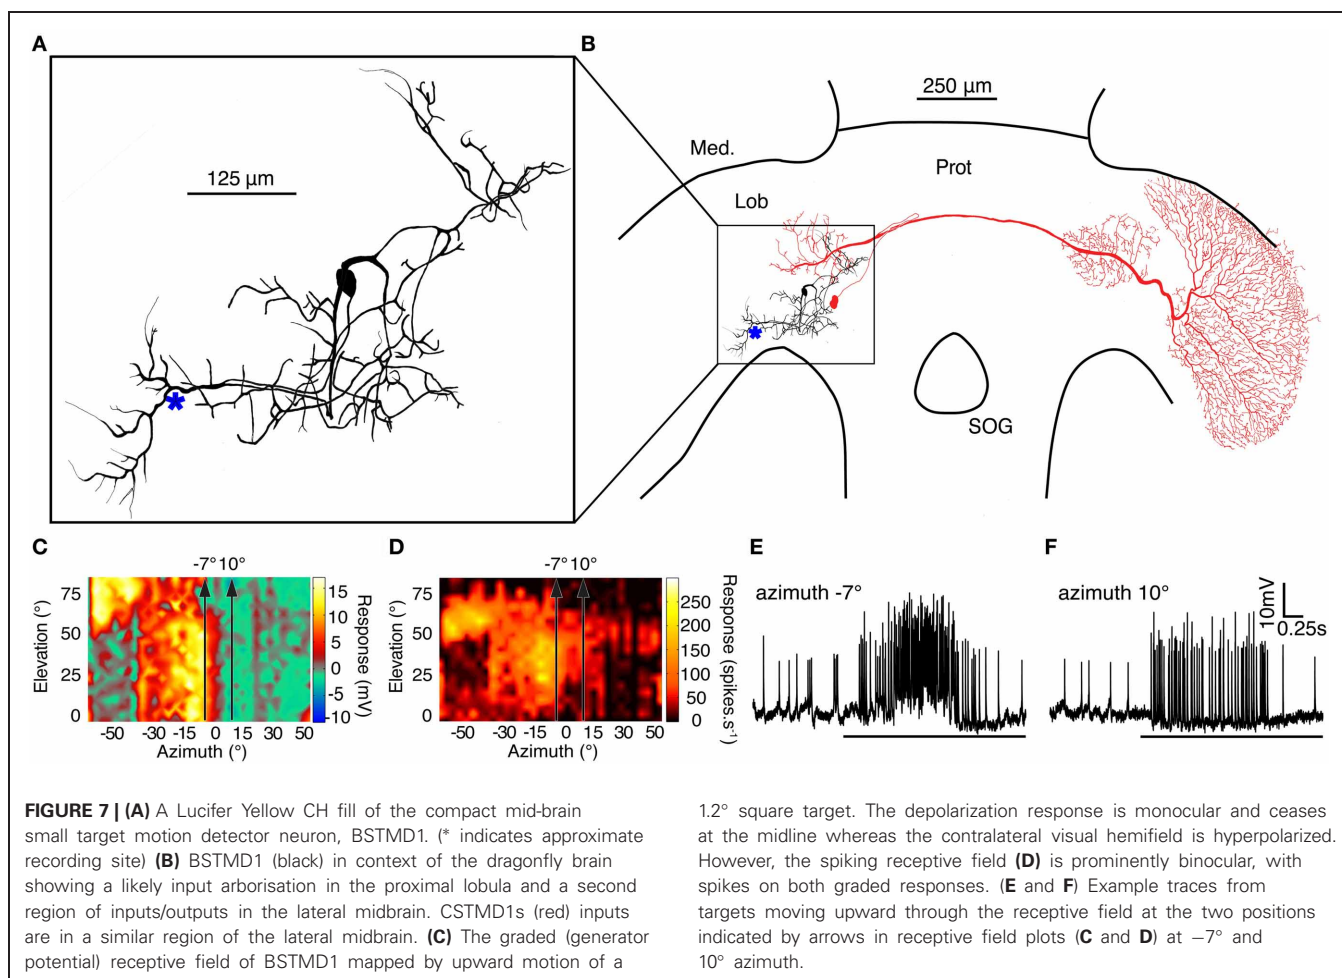 A
B
125 µm
250 µm
Med.
Prot
Lob
*
*
SOG
C
-7° 10°
75
50
25
0
Elevation (°)
-50 -30 -15 0 15 30 50
Azimuth (°)
15
10
5
0
-5
-10
Response (mV)
D
-7° 10°
75
50
25
0
Elevation (°)
-50 -30 -15 0 15 30 50
Azimuth (°)
250
200
150
100
50
0
Response (spikes.s-1)
E
azimuth -7°
F
azimuth 10°
10mV
0.25s
FIGURE 7 | (A) A Lucifer Yellow CH fill of the compact mid-brain
small target motion detector neuron, BSTMD1. (* indicates approximate
recording site) (B) BSTMD1 (black) in context of the dragonfly brain
showing a likely input arborisation in the proximal lobula and a second
region of inputs/outputs in the lateral midbrain. CSTMD1s (red) inputs
are in a similar region of the lateral midbrain. (C) The graded (generator
potential) receptive field of BSTMD1 mapped by upward motion of a
1.2° square target. The depolarization response is monocular and ceases
at the midline whereas the contralateral visual hemifield is hyperpolarized.
However, the spiking receptive field (D) is prominently binocular, with
spikes on both graded responses. (E and F) Example traces from
targets moving upward through the receptive field at the two positions
indicated by arrows in receptive field plots (C and D) at −7° and
10° azimuth.